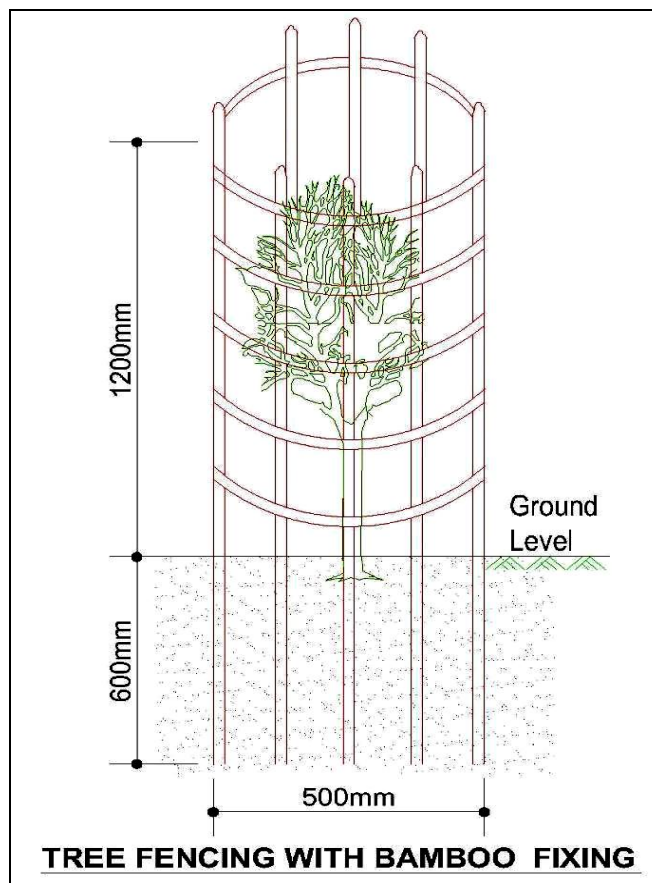 1200mm
Ground
Level
600mm
500mm
TREE FENCING WITH BAMBOO FIXING